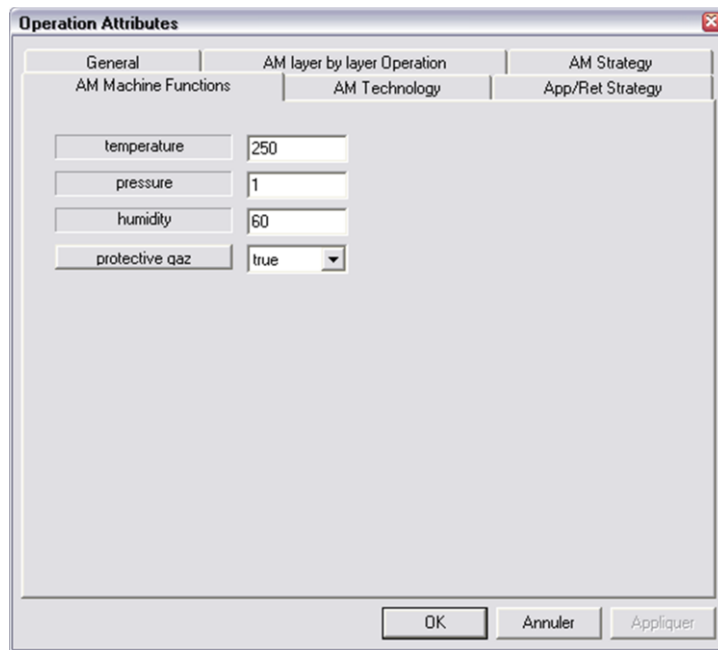 Operation Attributes
General AM layer by layer Operation AM Strategy
AM Machine Functions AM Technology App/Ret Strategy
temperature 250
pressure 1
humidity 60
protective qaz true
OK Annuler Appliquer